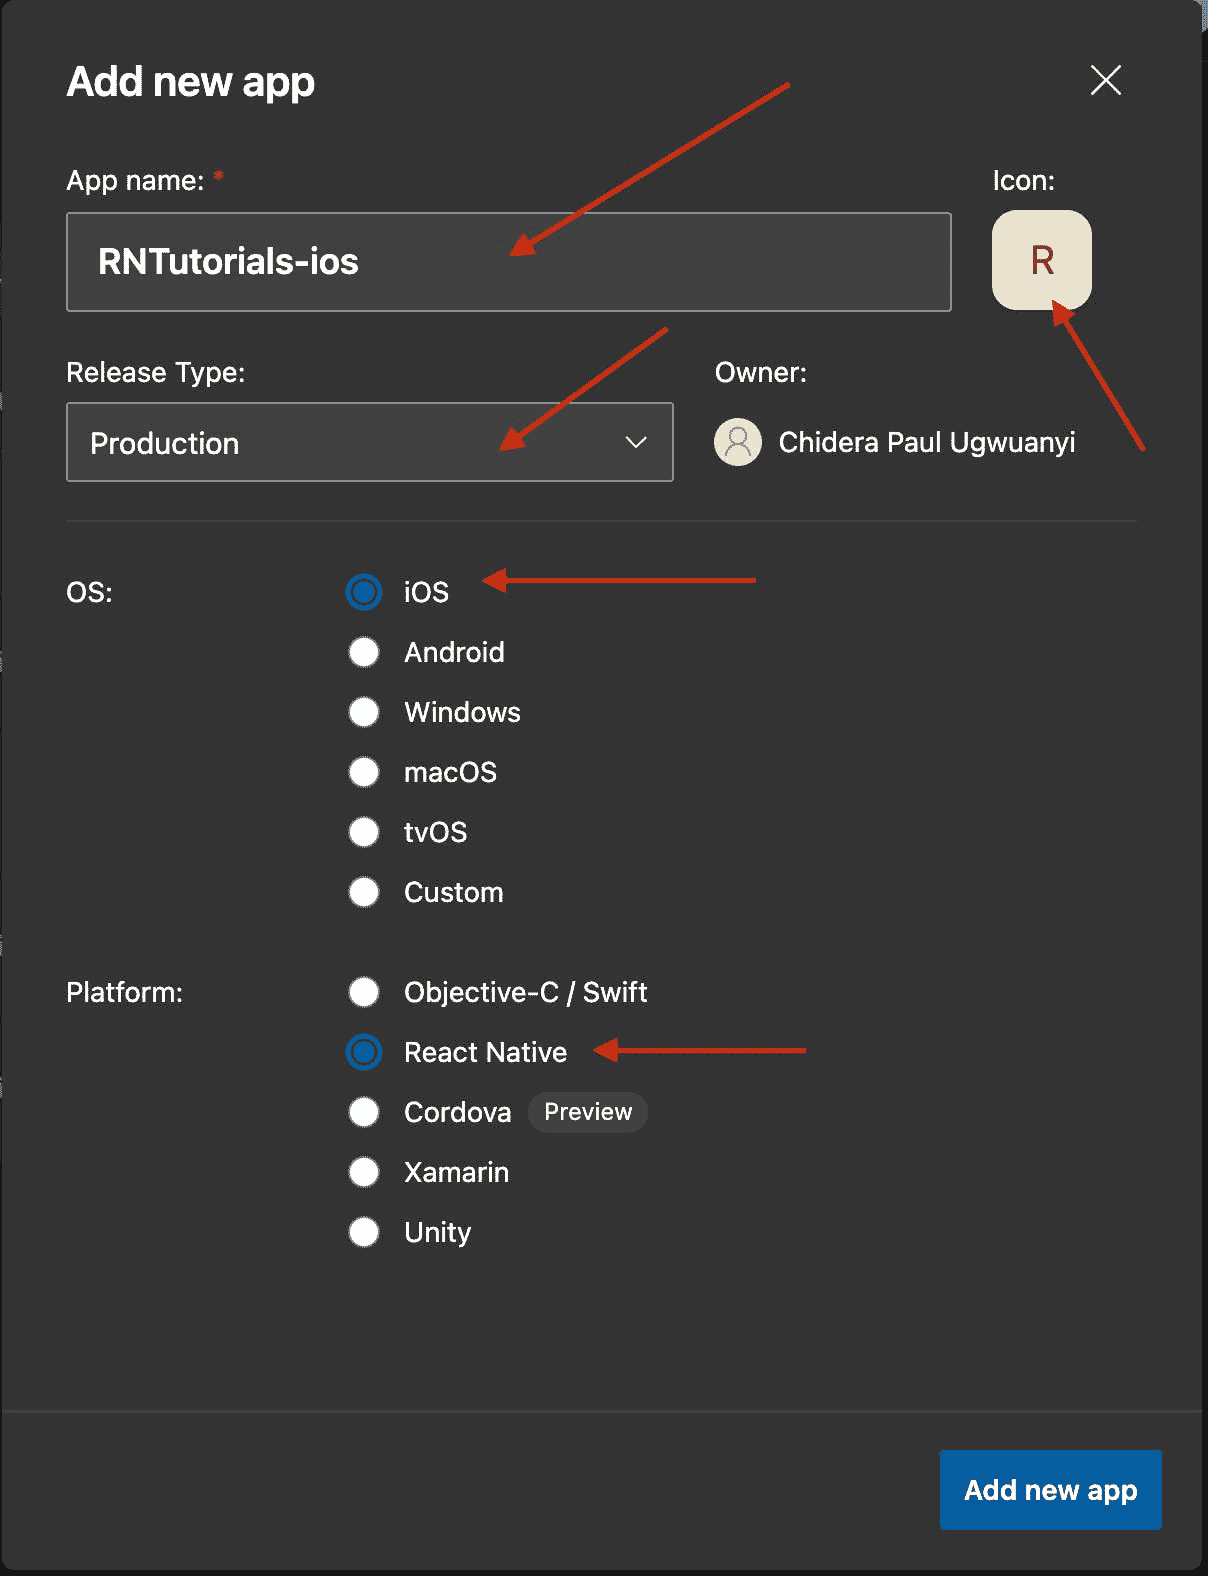 Add new app
App name: *
Icon:
RNTutorials-ios
R
Release Type:
Owner:
Production
Chidera Paul Ugwuanyi
OS:
iOS
Android
Windows
macOS
tvOS
Custom
Platform:
Objective-C / Swift
React Native
Cordova Preview
Xamarin
Unity
Add new app